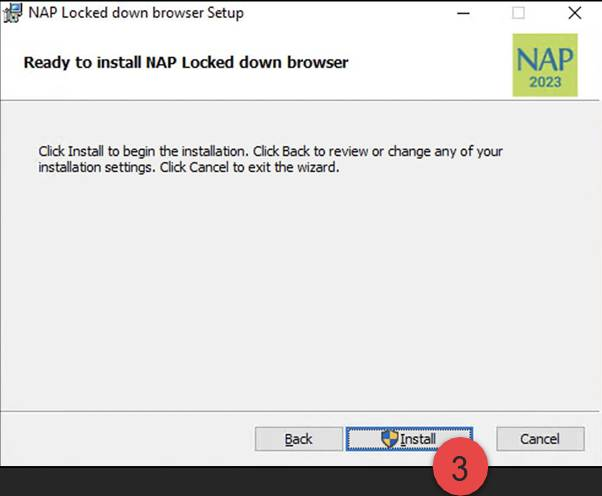 NAP Locked down browser Setup
Ready to install NAP Locked down browser
NAP
2023
Click Install to begin the installation. Click Back to review or change any of your
installation settings. Click Cancel to exit the wizard.
Back
Install
Cancel
3